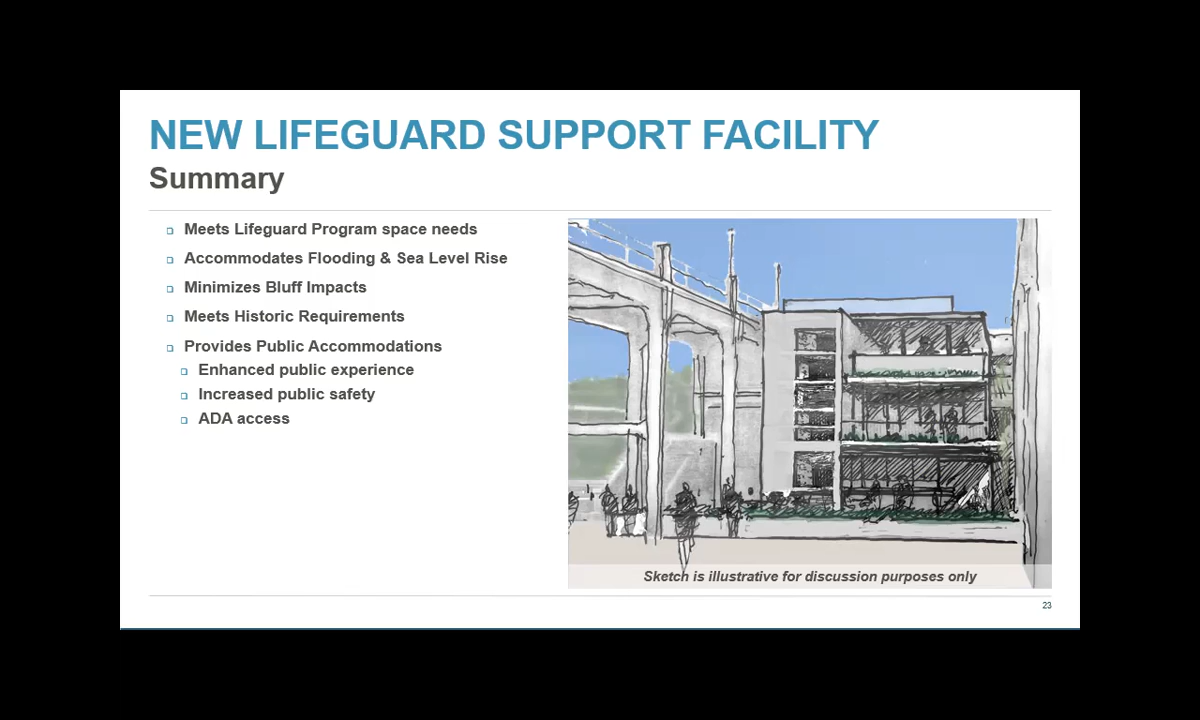 NEW LIFEGUARD SUPPORT FACILITY
Summary
Meets Lifeguard Program space needs
Accommodates Flooding & Sea Level Rise
Minimizes Bluff Impacts
Meets Historic Requirements
Provides Public Accommodations
Enhanced public experience
Increased public safety
ADA access
Sketch is illustrative for discussion purposes only
23